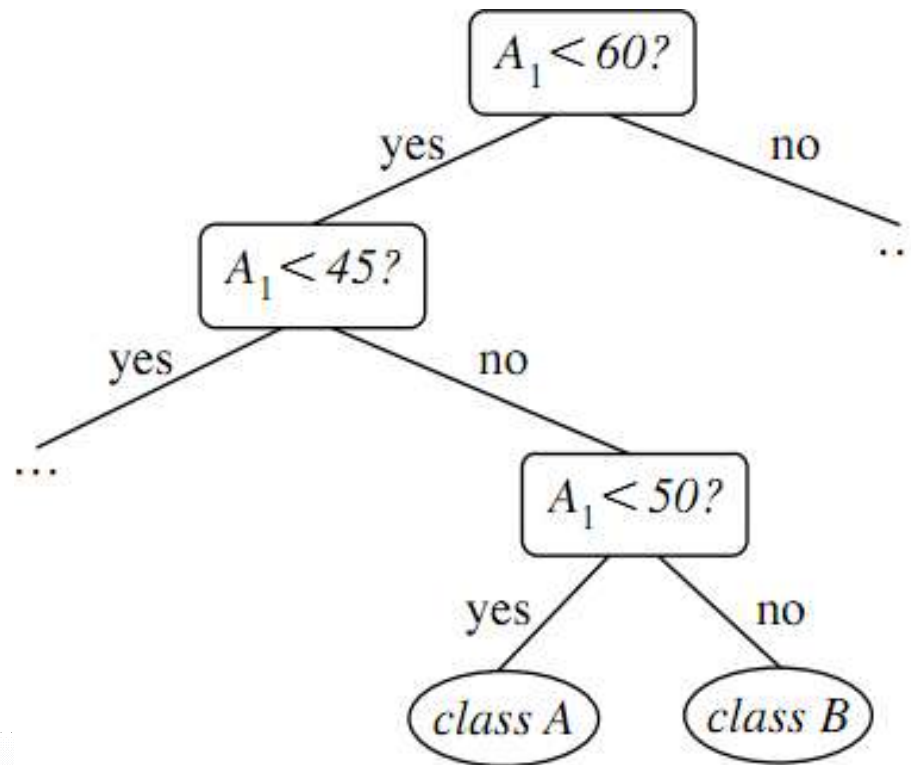 A₁ < 60?
yes
no
..
A₁ < 45?
yes
no
...
A₁ < 50?
yes
no
class A
class B